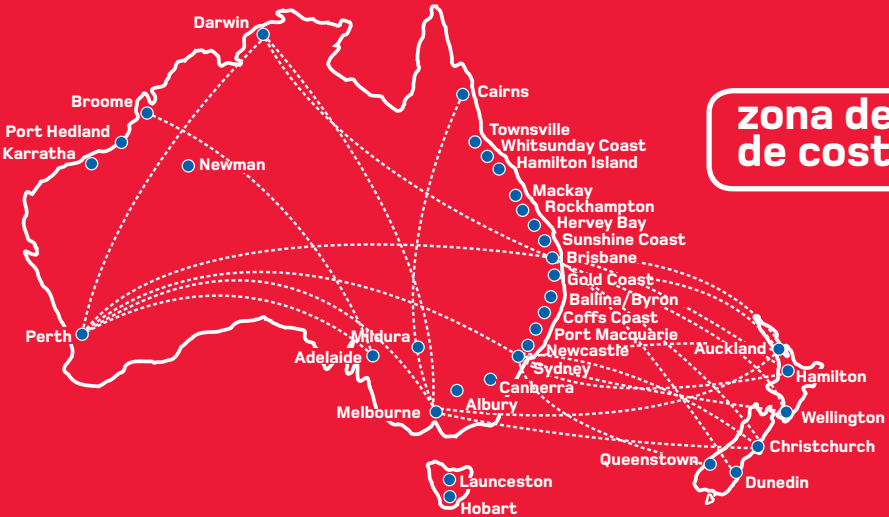 Darwin
Cairns
Broome
zona de
de cost
Port Hedland
Townsville
Karratha
Whitsunday Coast
Newman
Hamilton Island
Mackay
Rockhampton
Hervey Bay
Sunshine Coast
Brisbane
Gold Coast
Ballina/Byron
Coffs Coast
Perth
Mildura
Port Macquarie
Adelaide
Newcastle
Auckland
Sydney
Hamilton
Canberra
Melbourne
Albury
Wellington
Christchurch
Queenstown
Launceston
Dunedin
Hobart